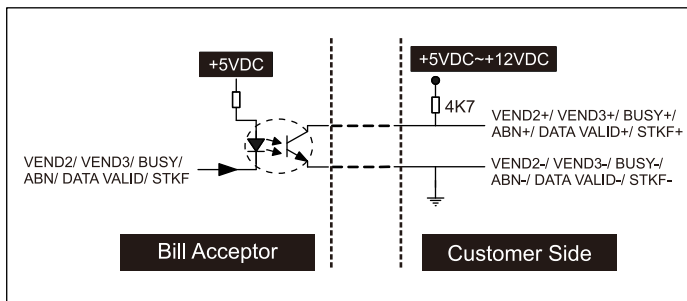 +5VDC
+5VDC~+12VDC
4K7
VEND2+/ VEND3+/ BUSY+/
ABN+/ DATA VALID+/ STKF+
VEND2/ VEND3/ BUSY/
ABN/ DATA VALID/ STKF
VEND2-/ VEND3-/ BUSY-/
ABN-/ DATA VALID-/ STKF-
Bill Acceptor
Customer Side